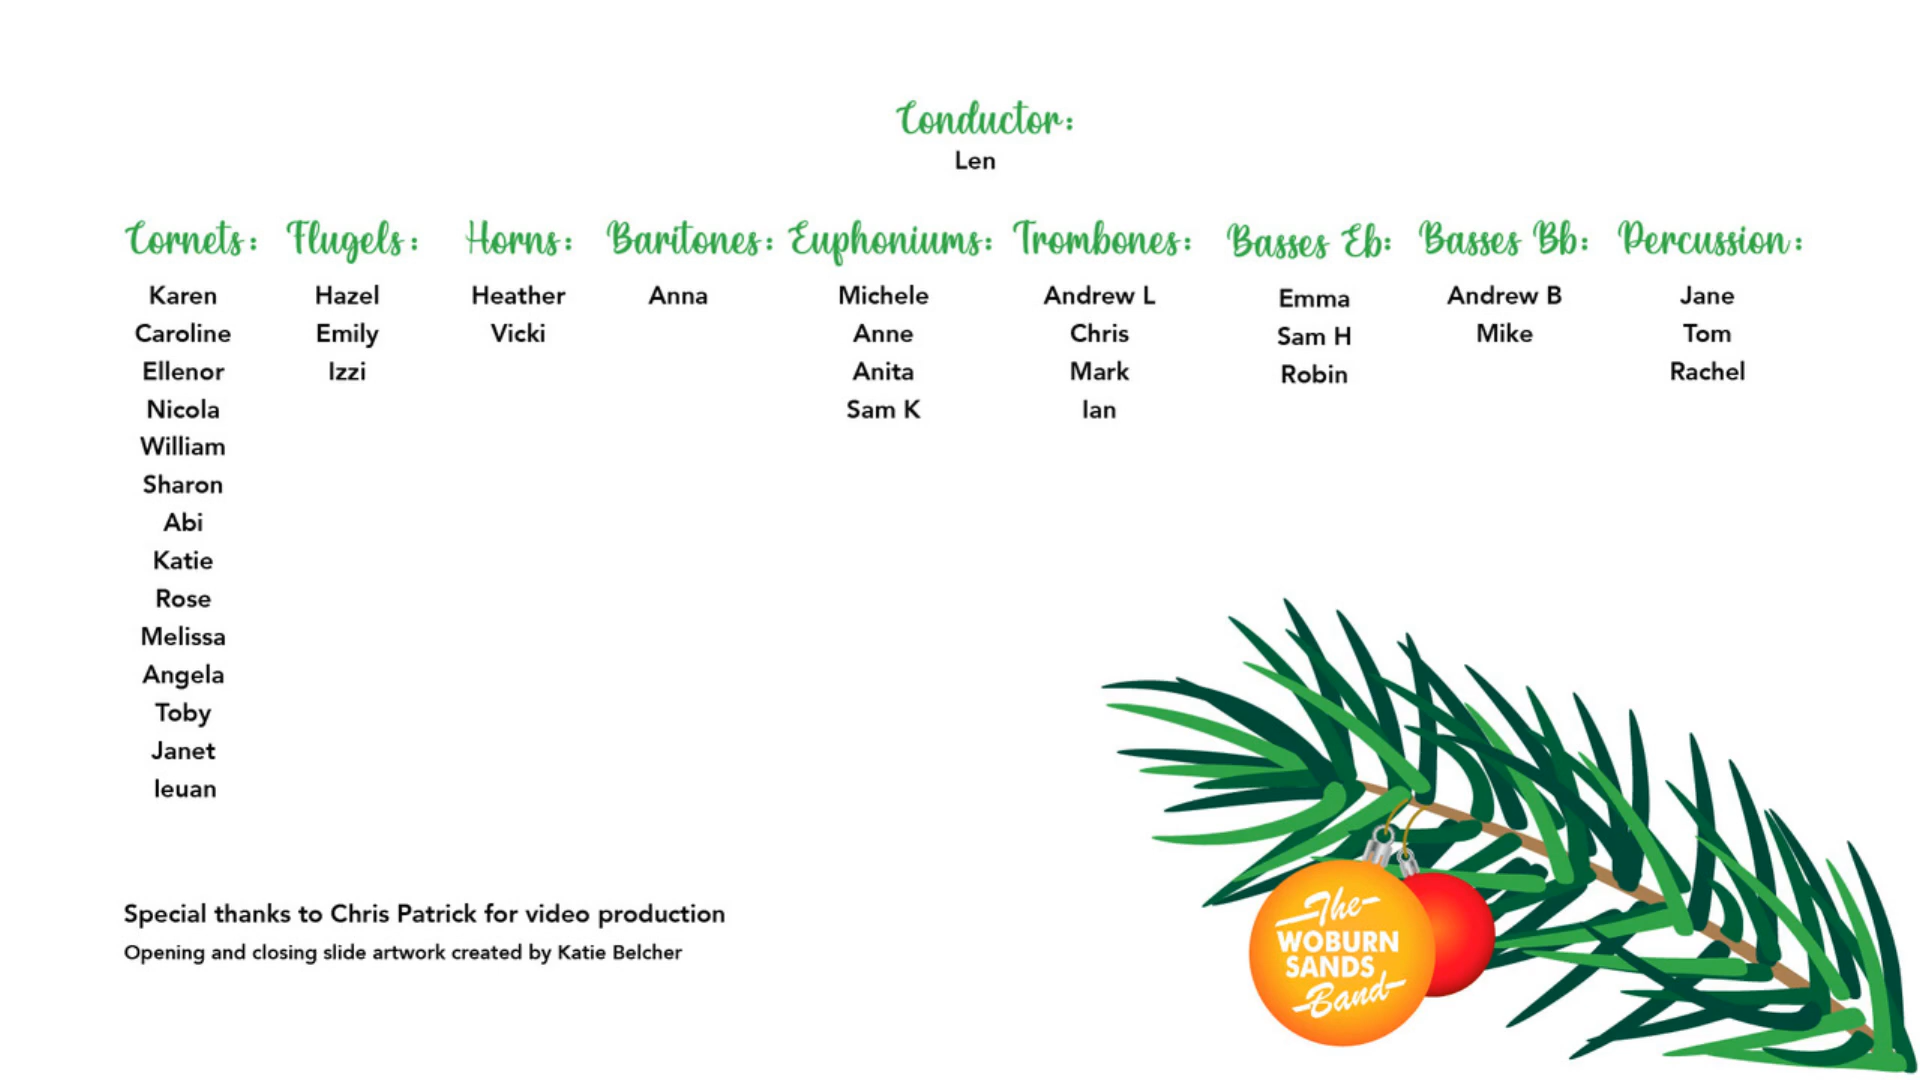 Conductor:
Len
Cornets:
Karen
Caroline
Ellenor
Nicola
William
Sharon
Abi
Katie
Rose
Melissa
Angela
Toby
Janet
Ieuan
Flugels:
Hazel
Emily
Izzi
Horns:
Heather
Vicki
Baritones:
Anna
Euphoniums:
Michele
Anne
Anita
Sam K
Trombones:
Andrew L
Chris
Mark
Ian
Basses Eb:
Emma
Sam H
Robin
Basses Bb:
Andrew B
Mike
Percussion:
Jane
Tom
Rachel
Special thanks to Chris Patrick for video production
Opening and closing slide artwork created by Katie Belcher
The
WOBURN
SANDS
Band